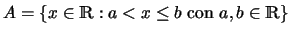 A = {x ∈ ℝ : a < x ≤ b con a, b ∈ ℝ}